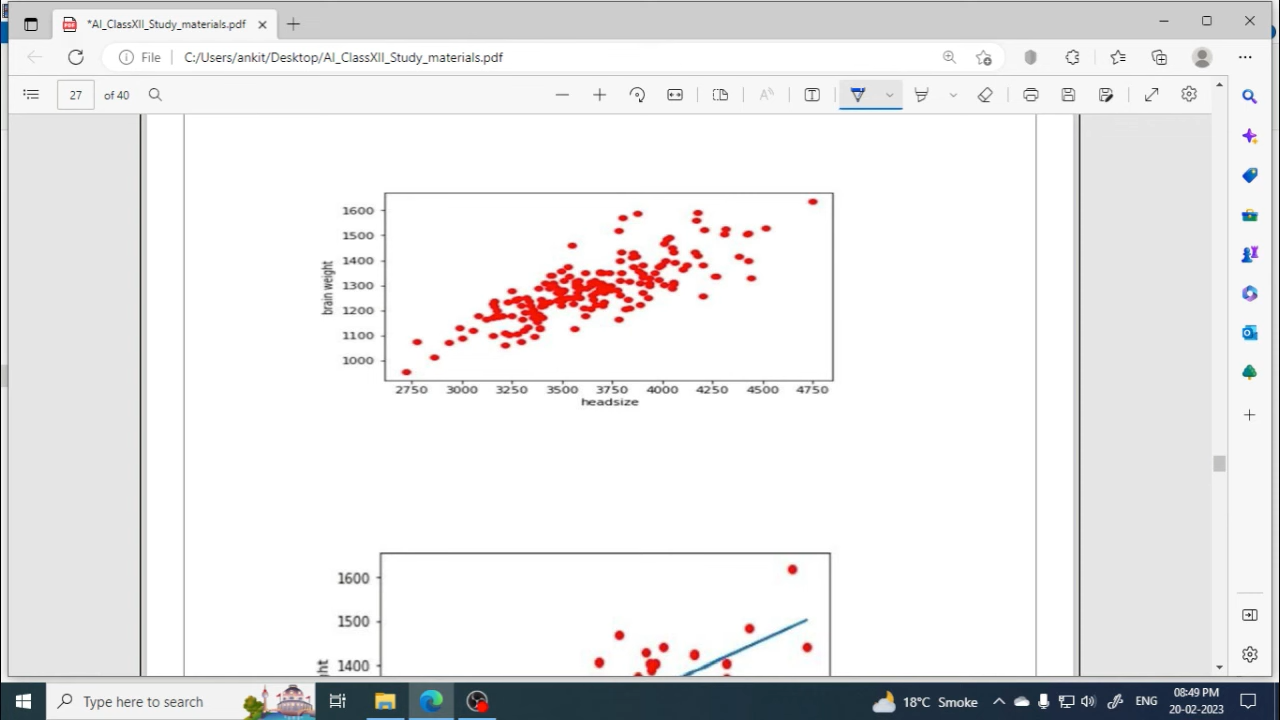 *AI_ClassXII_Study_materials.pdf
File C:/Users/ankit/Desktop/AI_ClassXII_Study_materials.pdf
27 of 40
1600
1500
1400
1300
1200
1100
1000
brain weight
2750 3000 3250 3500 3750 4000 4250 4500 4750
headsize
1600
1500
1400
ght
Type here to search
18°C Smoke
ENG
08:49 PM
20-02-2023